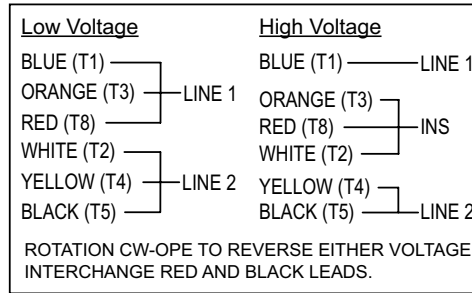 Low Voltage
BLUE (T1)
ORANGE (T3)
LINE 1
RED (T8)
WHITE (T2)
YELLOW (T4)
LINE 2
BLACK (T5)
High Voltage
BLUE (T1)
LINE 1
ORANGE (T3)
RED (T8)
INS
WHITE (T2)
YELLOW (T4)
BLACK (T5)
LINE 2
ROTATION CW-OPE TO REVERSE EITHER VOLTAGE
INTERCHANGE RED AND BLACK LEADS.